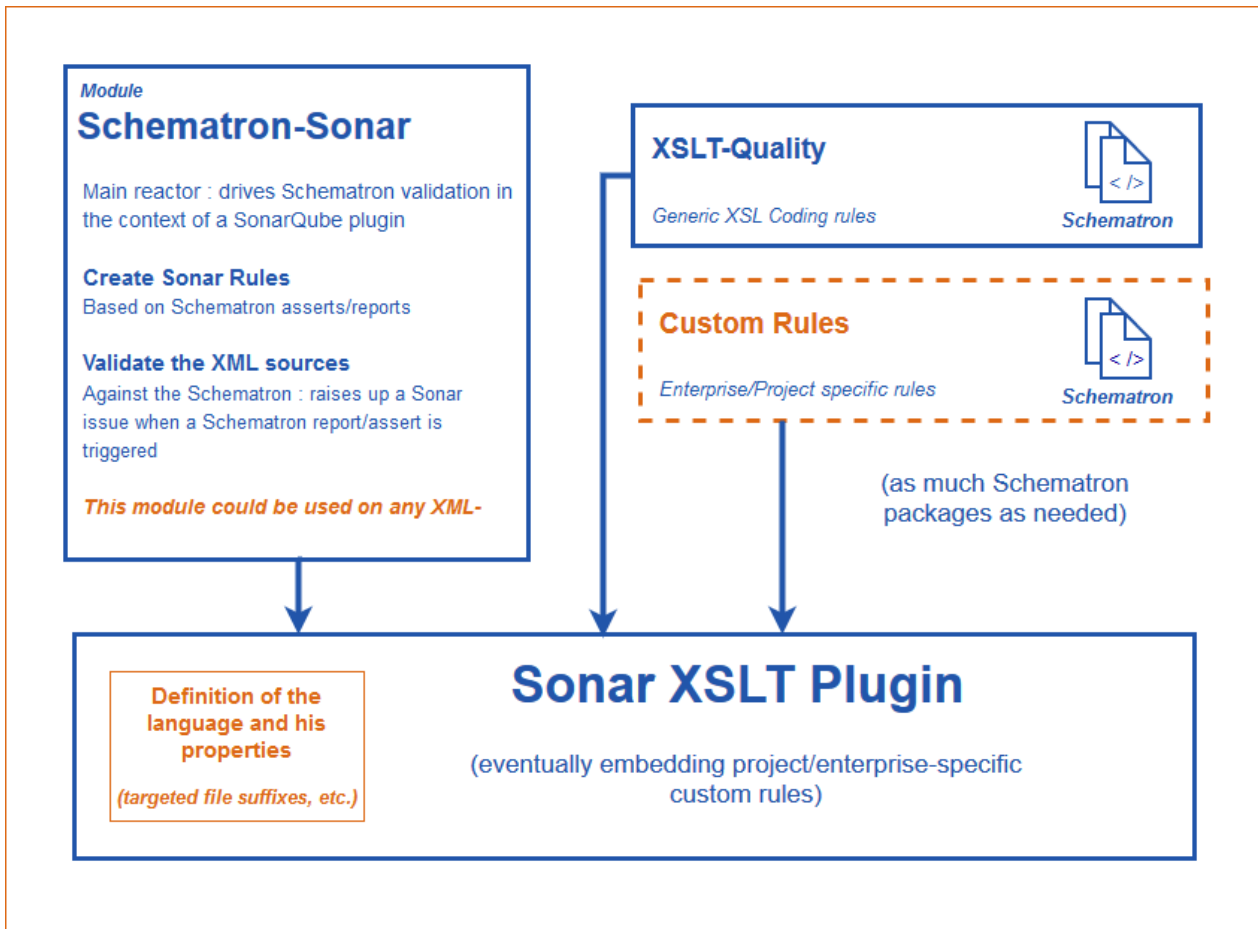 Module
Schematron-Sonar
Main reactor : drives Schematron validation in
the context of a SonarQube plugin
Create Sonar Rules
Based on Schematron asserts/reports
Validate the XML sources
Against the Schematron : raises up a Sonar
issue when a Schematron report/assert is
triggered
This module could be used on any XML-
XSLT-Quality
Generic XSL Coding rules
< />
Schematron
Custom Rules
Enterprise/Project specific rules
< />
Schematron
(as much Schematron
packages as needed)
Definition of the
language and his
properties
(targeted file suffixes, etc.)
Sonar XSLT Plugin
(eventually embedding project/enterprise-specific
custom rules)